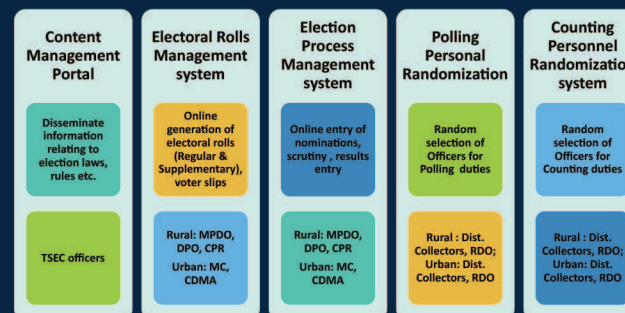 Content
Management
Portal
Disseminate
information
relating to
election laws,
rules etc.
TSEC officers
Electoral Rolls
Management
system
Online
generation of
electoral rolls
(Regular &
Supplementary),
voter slips
Rural: MPDO,
DPO, CPR
Urban: MC,
CDMA
Election
Process
Management
system
Online entry of
nominations,
scrutiny , results
entry
Rural: MPDO,
DPO, CPR
Urban: MC,
CDMA
Polling
Personal
Randomization
Random
selection of
Officers for
Polling duties
Rural : Dist.
Collectors, RDO;
Urban: Dist.
Collectors, RDO
Counting
Personnel
Randomizatio
system
Random
selection of
Officers for
Counting duties
Rural : Dist.
Collectors, RDO;
Urban: Dist.
Collectors, RDO